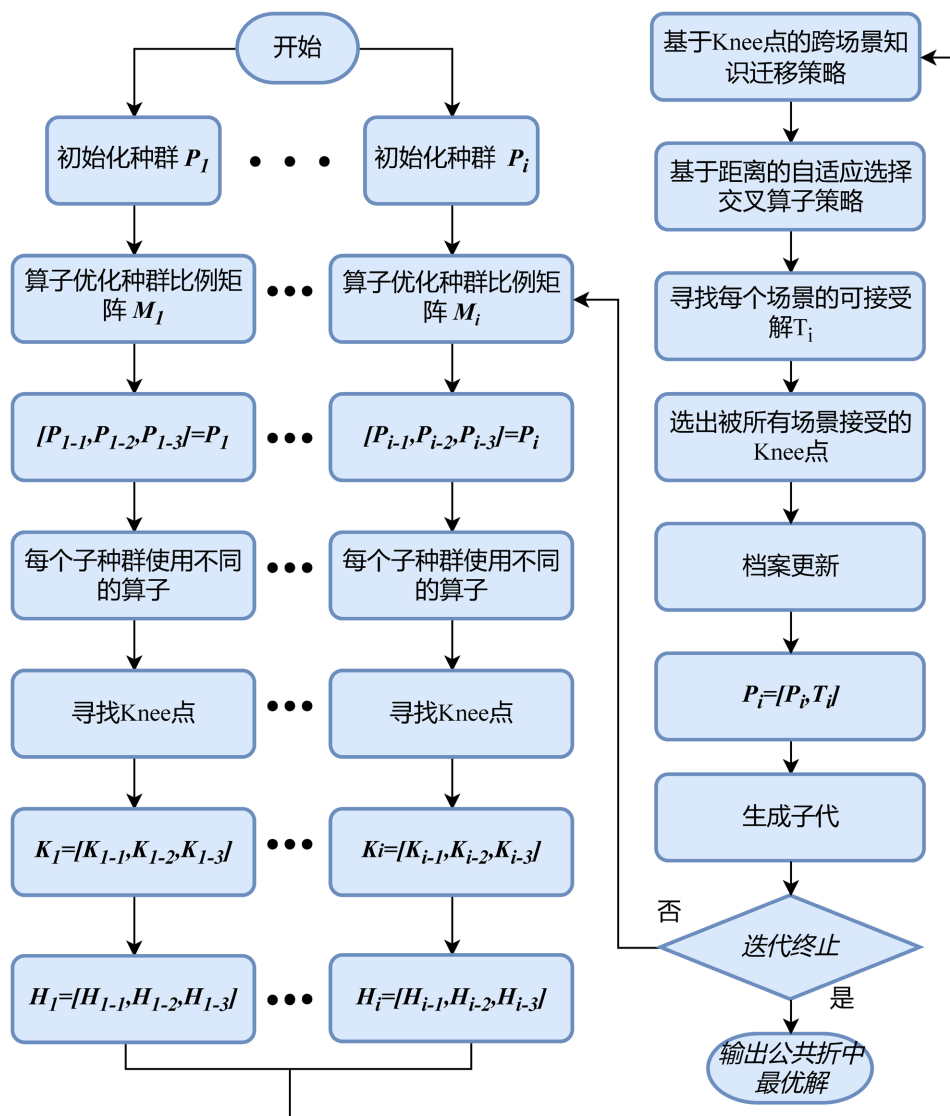 开始
初始化种群 P1
初始化种群 Pi
算子优化种群比例矩
阵 M1
算子优化种群比例矩
阵 Mi
[P1-1,P1-2,P1-3]=P1
[Pi-1,Pi-2,Pi-3]=Pi
每个子种群使用不同
的算子
每个子种群使用不同
的算子
寻找Knee点
寻找Knee点
K1=[K1-1,K1-2,K1-3]
Ki=[Ki-1,Ki-2,Ki-3]
H1=[H1-1,H1-2,H1-3]
Hi=[Hi-1,Hi-2,Hi-3]
基于Knee点的跨场景知
识迁移策略
基于距离的自适应选择
交叉算子策略
寻找每个场景的可接受
解Ti
选出被所有场景接受的
Knee点
档案更新
Pi=[Pi,Ti]
生成子代
否
迭代终止
是
输出公共折中
最优解